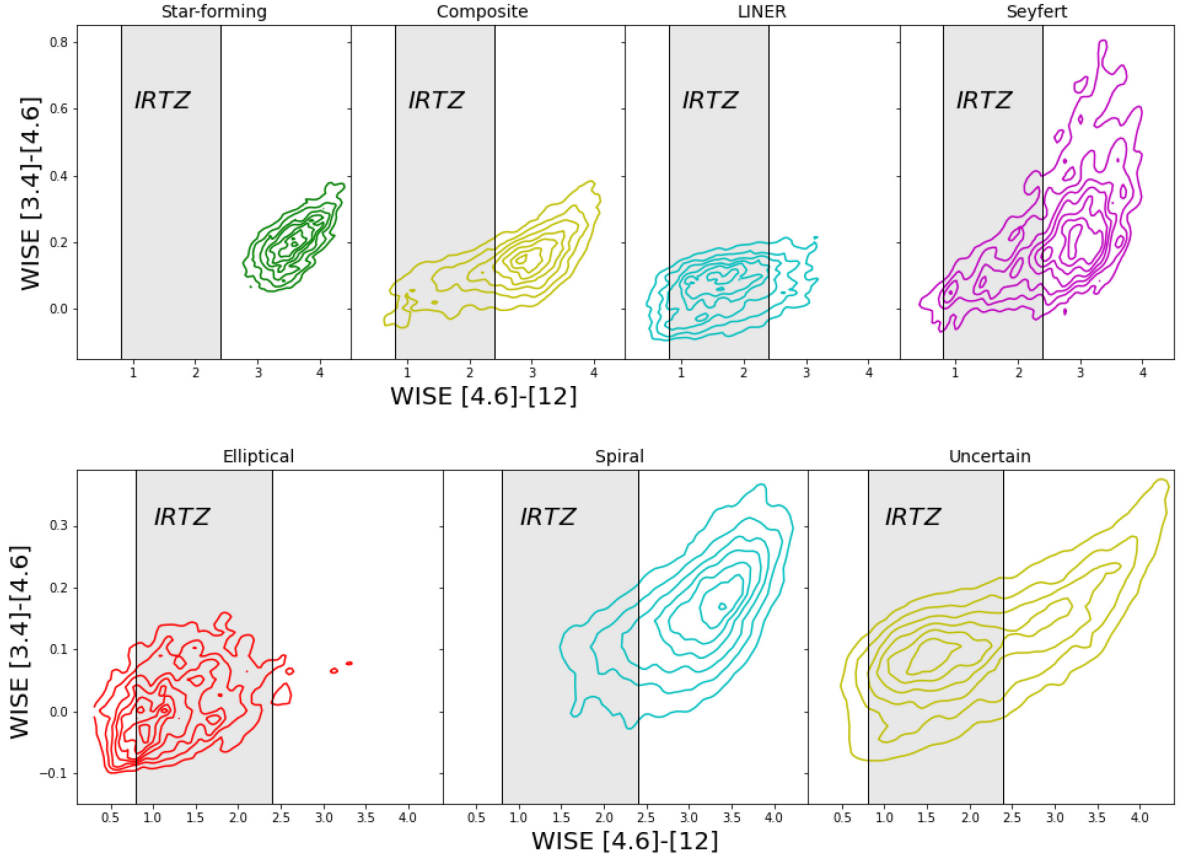 Star-forming Composite LINER Seyfert
0.8
0.6
0.4
0.2
0.0
WISE [3.4]-[4.6]
IRTZ IRTZ IRTZ IRTZ
1 2 3 4 1 2 3 4 1 2 3 4 1 2 3 4
WISE [4.6]-[12]
Elliptical Spiral Uncertain
0.3
0.2
0.1
0.0
−0.1
WISE [3.4]-[4.6]
IRTZ IRTZ IRTZ
0.5 1.0 1.5 2.0 2.5 3.0 3.5 4.0 0.5 1.0 1.5 2.0 2.5 3.0 3.5 4.0 0.5 1.0 1.5 2.0 2.5 3.0 3.5 4.0
WISE [4.6]-[12]